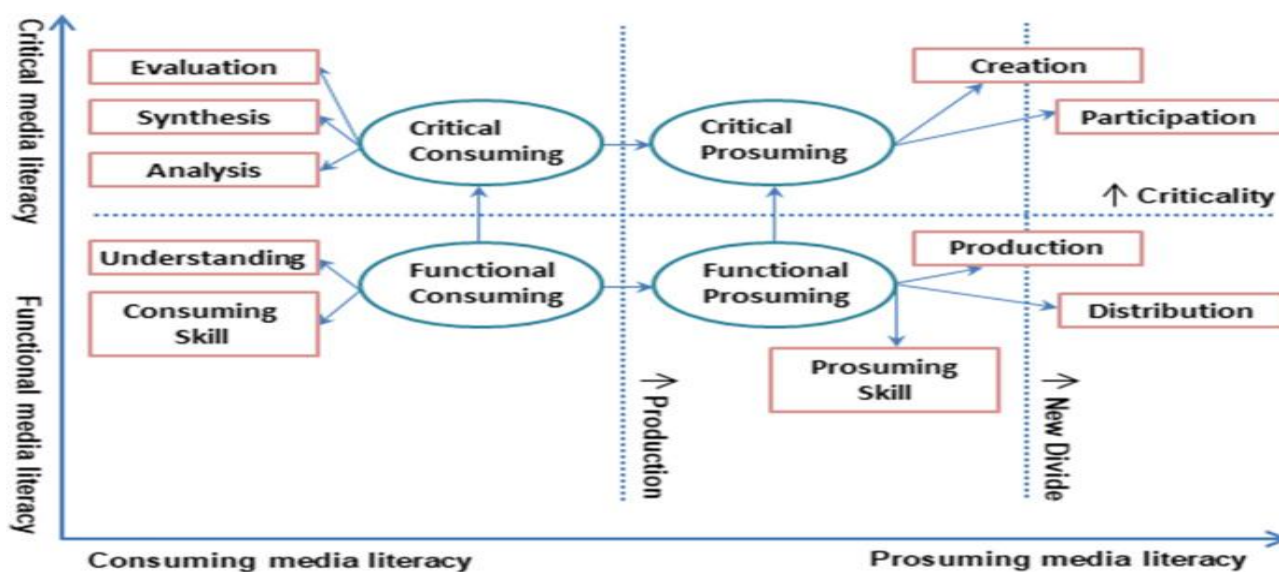 Critical media literacy
Functional media literacy
Evaluation
Synthesis
Analysis
Critical
Consuming
Critical
Prosuming
Creation
Participation
↑ Criticality
Understanding
Consuming
Skill
Functional
Consuming
Functional
Prosuming
Production
Distribution
Prosuming
Skill
↑ Production
↑ New Divide
Consuming media literacy
Prosuming media literacy